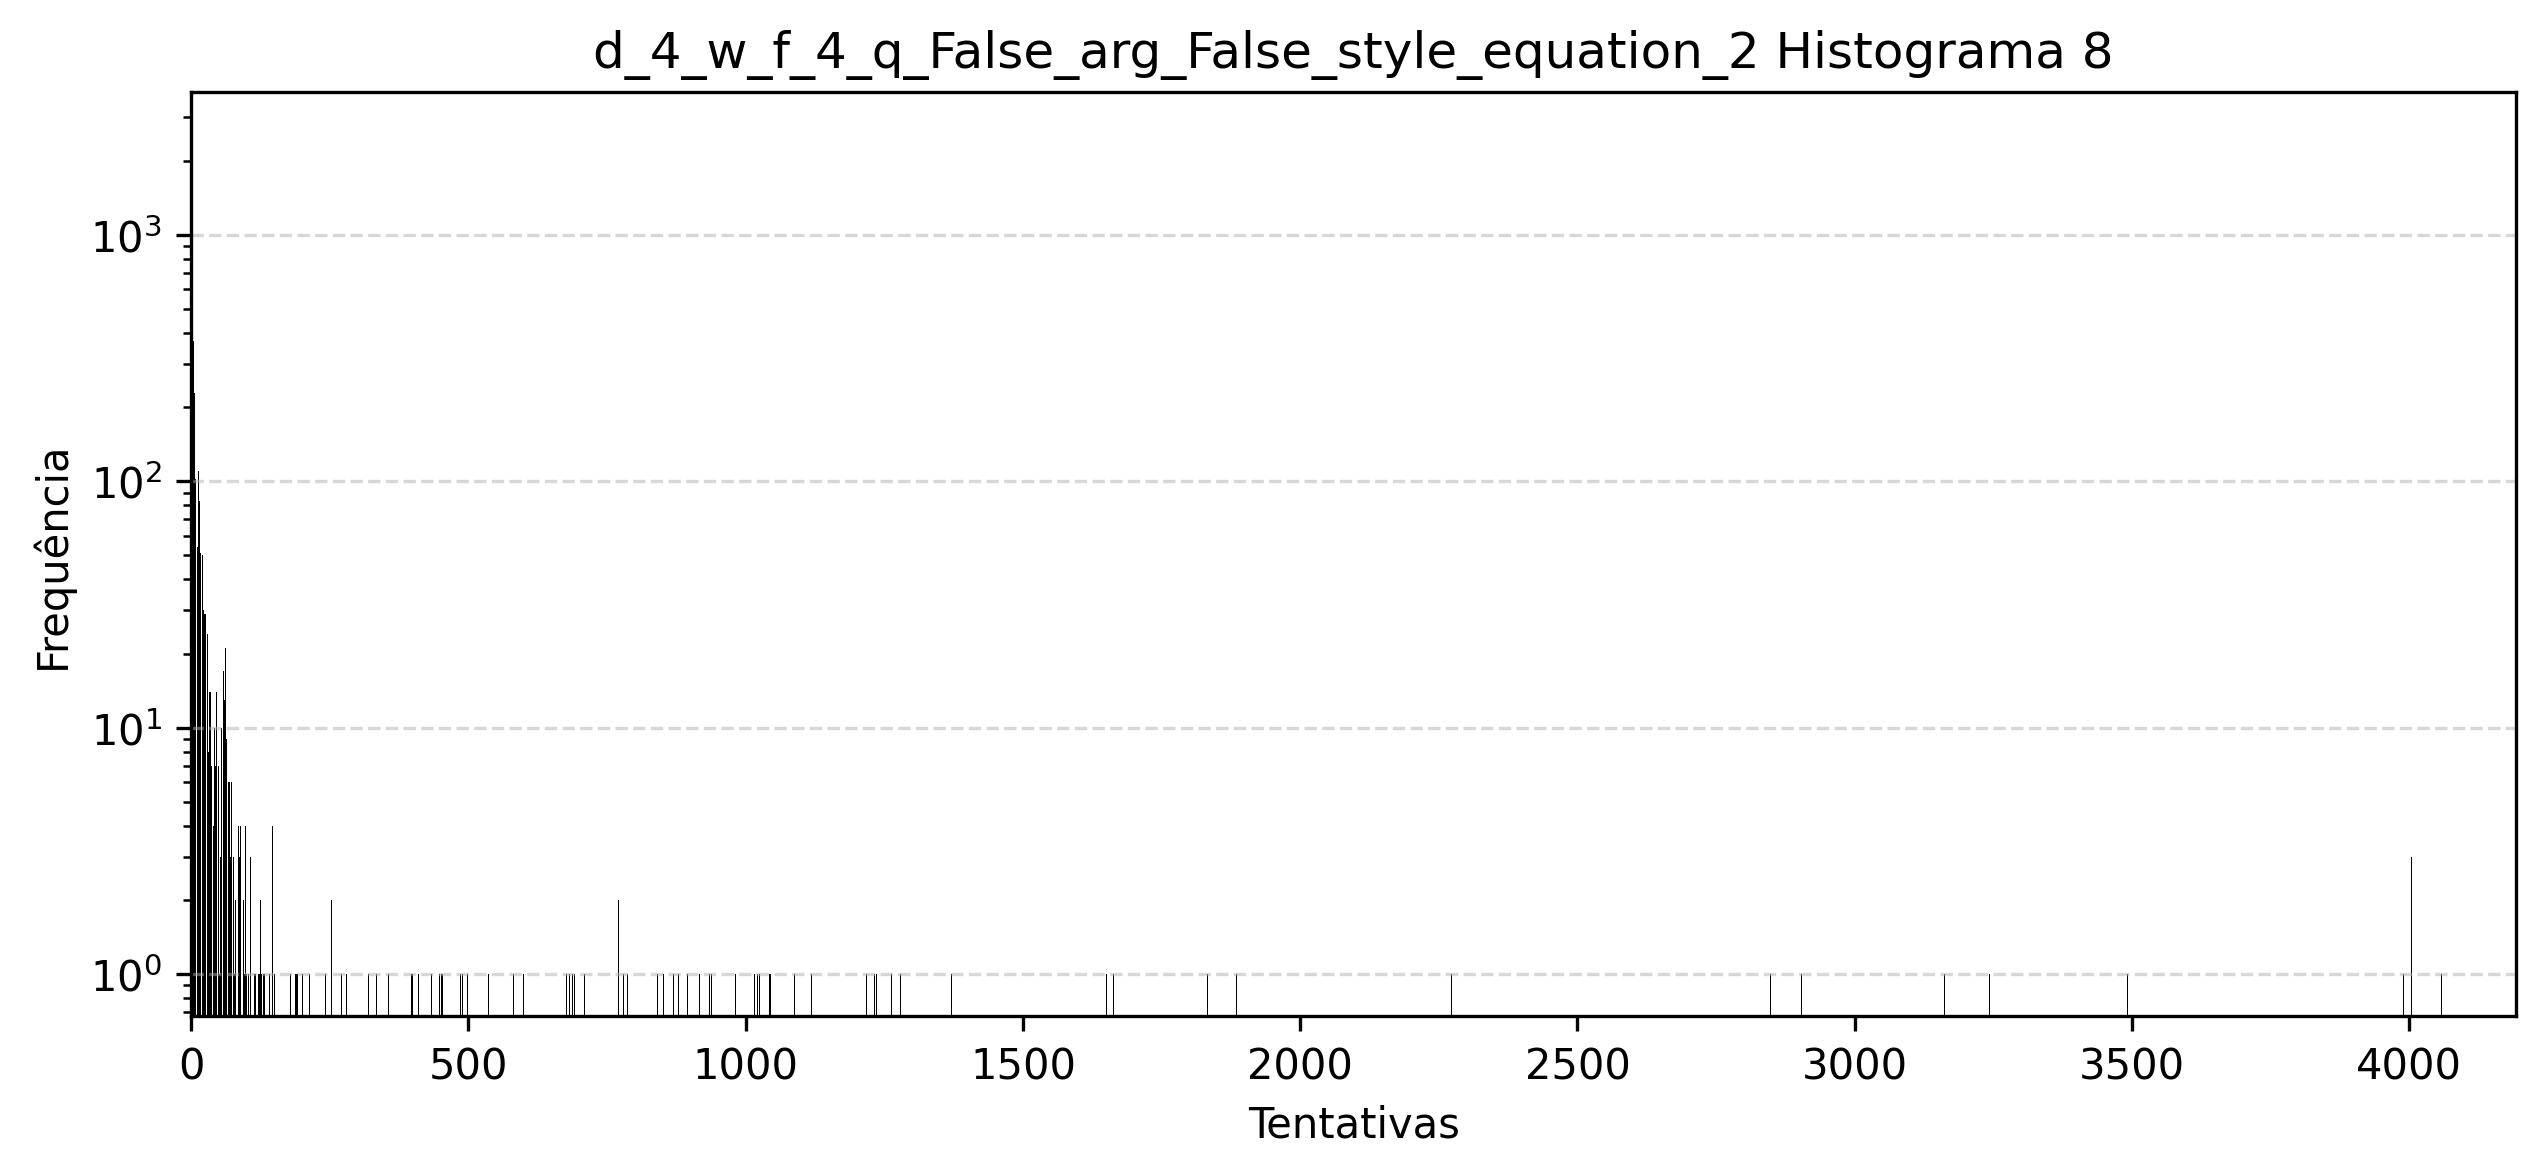 d_4_w_f_4_q_False_arg_False_style_equation_2 Histograma 8
10³
10²
10¹
10⁰
Frequência
0 500 1000 1500 2000 2500 3000 3500 4000
Tentativas